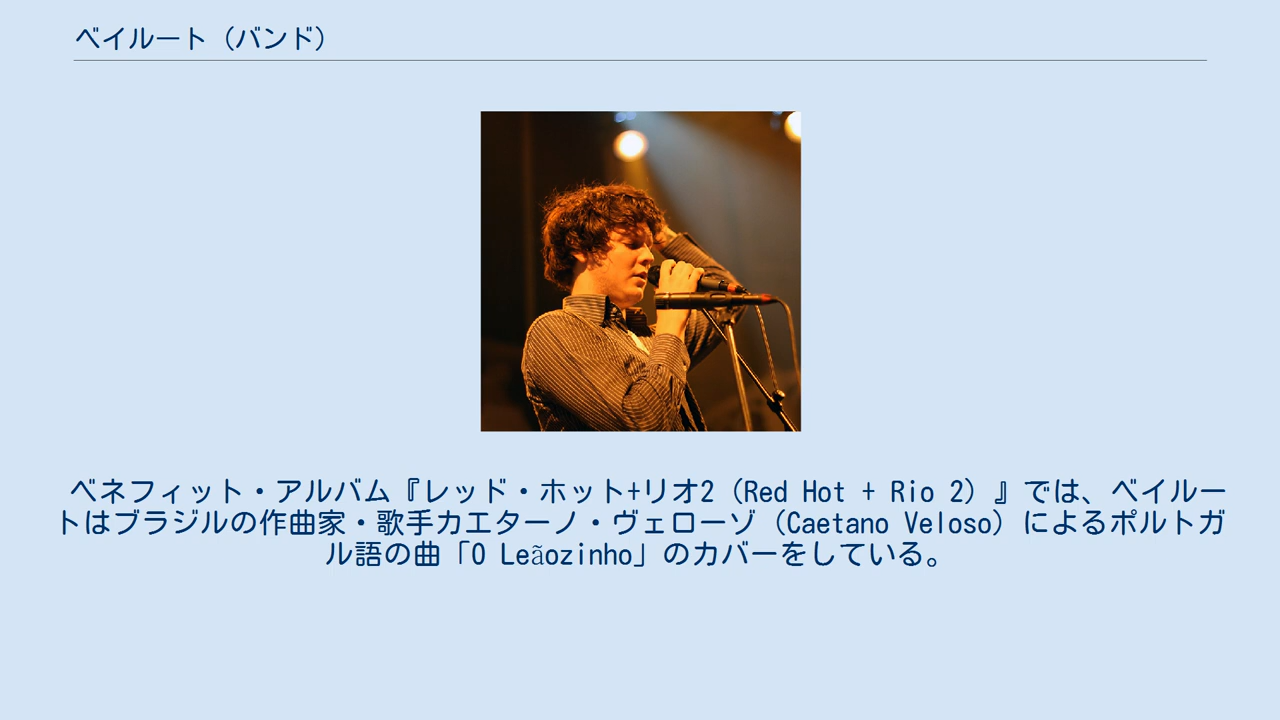 ベイルート（バンド）
ベネフィット・アルバム『レッド・ホット+リオ2（Red Hot + Rio 2）』では、ベイルー
トはブラジルの作曲家・歌手カエターノ・ヴェローゾ（Caetano Veloso）によるポルトガ
ル語の曲「O Leãozinho」のカバーをしている。